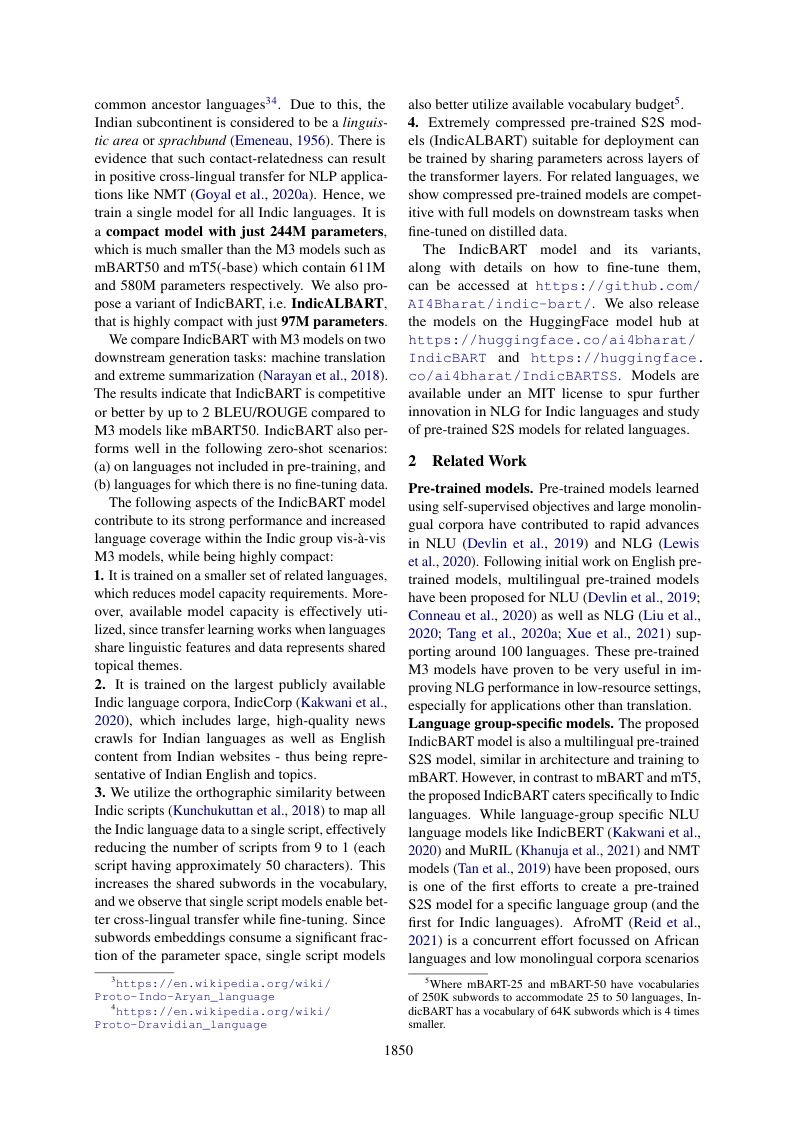 common ancestor languages34. Due to this, the
Indian subcontinent is considered to be a linguis-
tic area or sprachbund (Emeneau, 1956). There is
evidence that such contact-relatedness can result
in positive cross-lingual transfer for NLP applica-
tions like NMT (Goyal et al., 2020a). Hence, we
train a single model for all Indic languages. It is
a compact model with just 244M parameters,
which is much smaller than the M3 models such as
mBART50 and mT5(-base) which contain 611M
and 580M parameters respectively. We also pro-
pose a variant of IndicBART, i.e. IndicALBART,
that is highly compact with just 97M parameters.
We compare IndicBART with M3 models on two
downstream generation tasks: machine translation
and extreme summarization (Narayan et al., 2018).
The results indicate that IndicBART is competitive
or better by up to 2 BLEU/ROUGE compared to
M3 models like mBART50. IndicBART also per-
forms well in the following zero-shot scenarios:
(a) on languages not included in pre-training, and
(b) languages for which there is no fine-tuning data.
The following aspects of the IndicBART model
contribute to its strong performance and increased
language coverage within the Indic group vis-à-vis
M3 models, while being highly compact:
1. It is trained on a smaller set of related languages,
which reduces model capacity requirements. More-
over, available model capacity is effectively uti-
lized, since transfer learning works when languages
share linguistic features and data represents shared
topical themes.
2. It is trained on the largest publicly available
Indic language corpora, IndicCorp (Kakwani et al.,
2020), which includes large, high-quality news
crawls for Indian languages as well as English
content from Indian websites - thus being repre-
sentative of Indian English and topics.
3. We utilize the orthographic similarity between
Indic scripts (Kunchukuttan et al., 2018) to map all
the Indic language data to a single script, effectively
reducing the number of scripts from 9 to 1 (each
script having approximately 50 characters). This
increases the shared subwords in the vocabulary,
and we observe that single script models enable bet-
ter cross-lingual transfer while fine-tuning. Since
subwords embeddings consume a significant frac-
tion of the parameter space, single script models
3https://en.wikipedia.org/wiki/
Proto-Indo-Aryan_language
4https://en.wikipedia.org/wiki/
Proto-Dravidian_language
also better utilize available vocabulary budget5.
4. Extremely compressed pre-trained S2S mod-
els (IndicALBART) suitable for deployment can
be trained by sharing parameters across layers of
the transformer layers. For related languages, we
show compressed pre-trained models are compet-
itive with full models on downstream tasks when
fine-tuned on distilled data.
The IndicBART model and its variants,
along with details on how to fine-tune them,
can be accessed at https://github.com/
AI4Bharat/indic-bart/. We also release
the models on the HuggingFace model hub at
https://huggingface.co/ai4bharat/
IndicBART and https://huggingface.
co/ai4bharat/IndicBARTSS. Models are
available under an MIT license to spur further
innovation in NLG for Indic languages and study
of pre-trained S2S models for related languages.
2 Related Work
Pre-trained models. Pre-trained models learned
using self-supervised objectives and large monolin-
gual corpora have contributed to rapid advances
in NLU (Devlin et al., 2019) and NLG (Lewis
et al., 2020). Following initial work on English pre-
trained models, multilingual pre-trained models
have been proposed for NLU (Devlin et al., 2019;
Conneau et al., 2020) as well as NLG (Liu et al.,
2020; Tang et al., 2020a; Xue et al., 2021) sup-
porting around 100 languages. These pre-trained
M3 models have proven to be very useful in im-
proving NLG performance in low-resource settings,
especially for applications other than translation.
Language group-specific models. The proposed
IndicBART model is also a multilingual pre-trained
S2S model, similar in architecture and training to
mBART. However, in contrast to mBART and mT5,
the proposed IndicBART caters specifically to Indic
languages. While language-group specific NLU
language models like IndicBERT (Kakwani et al.,
2020) and MuRIL (Khanuja et al., 2021) and NMT
models (Tan et al., 2019) have been proposed, ours
is one of the first efforts to create a pre-trained
S2S model for a specific language group (and the
first for Indic languages). AfroMT (Reid et al.,
2021) is a concurrent effort focussed on African
languages and low monolingual corpora scenarios
5Where mBART-25 and mBART-50 have vocabularies
of 250K subwords to accommodate 25 to 50 languages, In-
dicBART has a vocabulary of 64K subwords which is 4 times
smaller.
1850